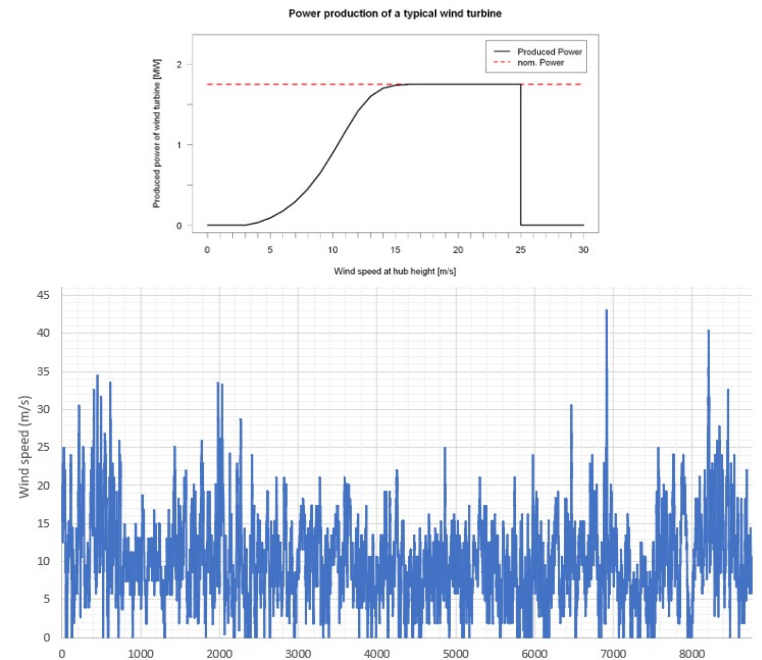 Power production of a typical wind turbine
Produced power of wind turbine [MW]
2
1
0
Produced Power
nom. Power
0 5 10 15 20 25 30
Wind speed at hub height [m/s]
Wind speed (m/s)
45
40
35
30
25
20
15
10
5
0
0 1000 2000 3000 4000 5000 6000 7000 8000